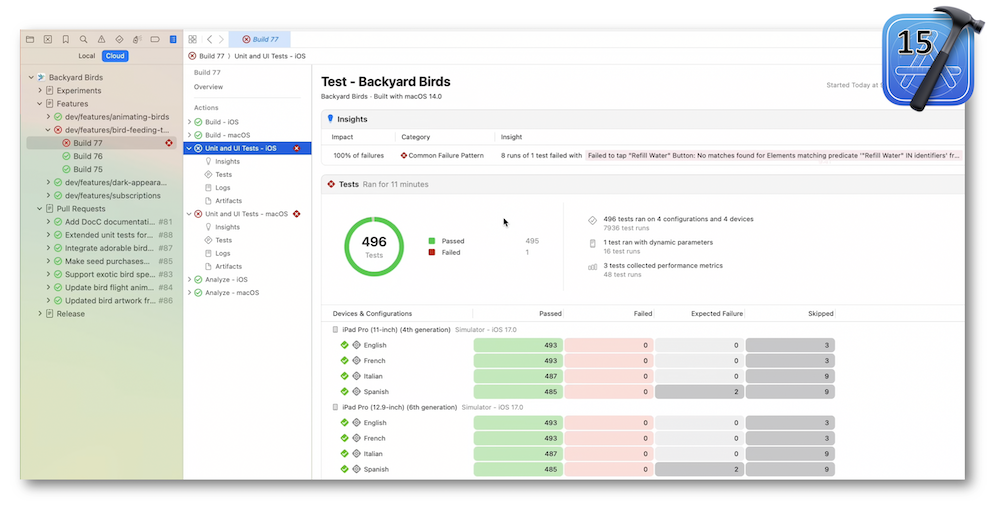 Build 77
15
Local Cloud
Build 77 〉 Unit and UI Tests - iOS
Backyard Birds
Experiments
Features
dev/features/animating-birds
dev/features/bird-feeding-t...
Build 77
Build 76
Build 75
dev/features/dark-appeara...
dev/features/subscriptions
Pull Requests
Add DocC documentati... #81
Extended unit tests for... #88
Integrate adorable bird... #87
Make seed purchases... #85
Support exotic bird spe... #83
Update bird flight anim... #84
Updated bird artwork fr... #86
Release
Build 77
Overview
Actions
Build - iOS
Build - macOS
Unit and UI Tests - iOS
Insights
Tests
Logs
Artifacts
Unit and UI Tests - macOS
Insights
Tests
Logs
Artifacts
Analyze - iOS
Analyze - macOS
Test - Backyard Birds
Backyard Birds - Built with macOS 14.0
Started Today at
Insights
Impact Category Insight
100% of failures Common Failure Pattern 8 runs of 1 test failed with Failed to tap "Refill Water" Button: No matches found for Elements matching predicate '"Refill Water" IN identifiers' fr...
Tests Ran for 11 minutes
496
Tests
Passed 495
Failed 1
496 tests ran on 4 configurations and 4 devices
7936 test runs
1 test ran with dynamic parameters
16 test runs
3 tests collected performance metrics
48 test runs
Devices & Configurations Passed Failed Expected Failure Skipped
iPad Pro (11-inch) (4th generation) Simulator - iOS 17.0
English 493 0 0 3
French 493 0 0 3
Italian 487 0 0 9
Spanish 485 0 2 9
iPad Pro (12.9-inch) (6th generation) Simulator - iOS 17.0
English 493 0 0 3
French 493 0 0 3
Italian 487 0 0 9
Spanish 485 0 2 9